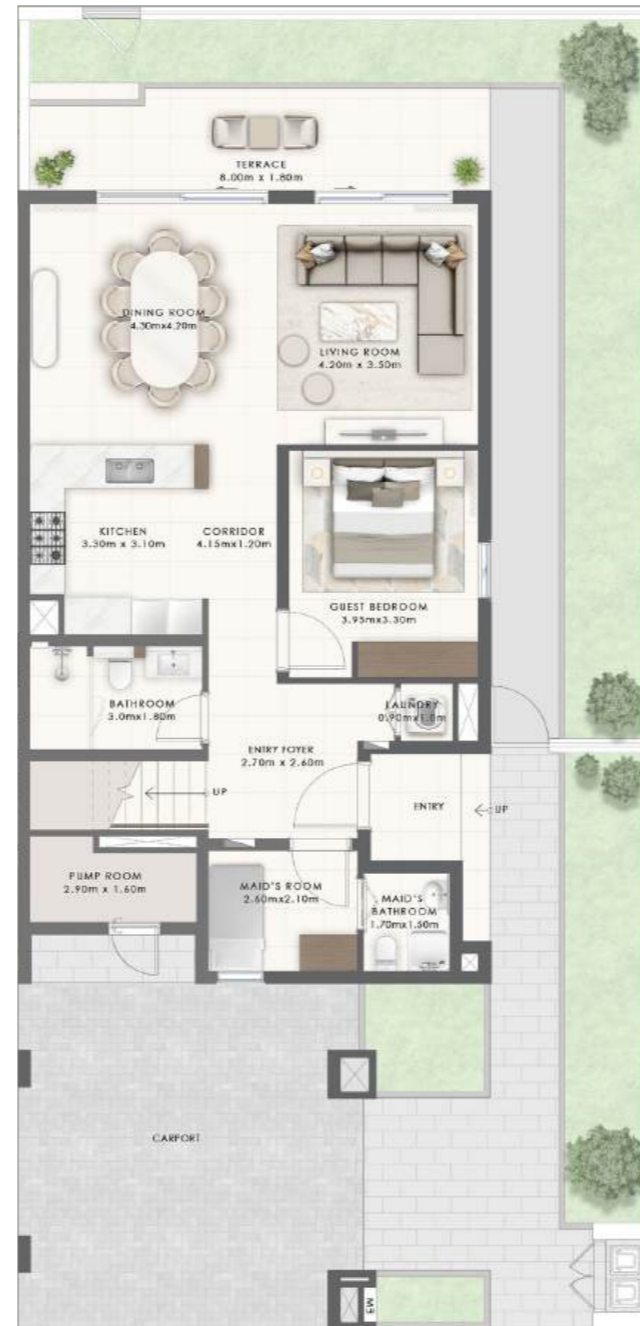 TERRACE
8.00m x 1.80m
DINING ROOM
4.30mx4.20m
LIVING ROOM
4.20m x 3.50m
KITCHEN
3.30m x 3.10m
CORRIDOR
4.15mx1.20m
GUEST BEDROOM
3.95mx3.30m
BATHROOM
3.0mx1.80m
LAUNDRY
0.90mx1.0m
ENTRY FOYER
2.70m x 2.60m
UP
ENTRY
UP
PUMP ROOM
2.90m x 1.60m
MAID'S ROOM
2.60mx2.10m
MAID'S
BATHROOM
1.70mx1.50m
CARPORT